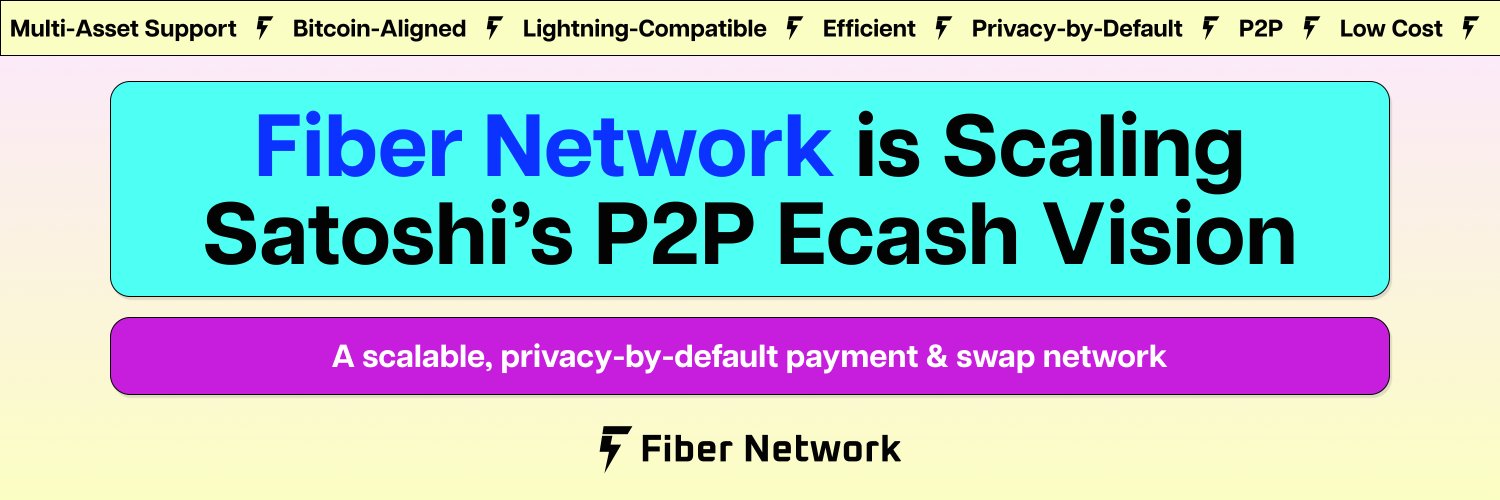 Multi-Asset Support Bitcoin-Aligned Lightning-Compatible Efficient Privacy-by-Default P2P Low Cost
Fiber Network is Scaling
Satoshi’s P2P Ecash Vision
A scalable, privacy-by-default payment & swap network
Fiber Network